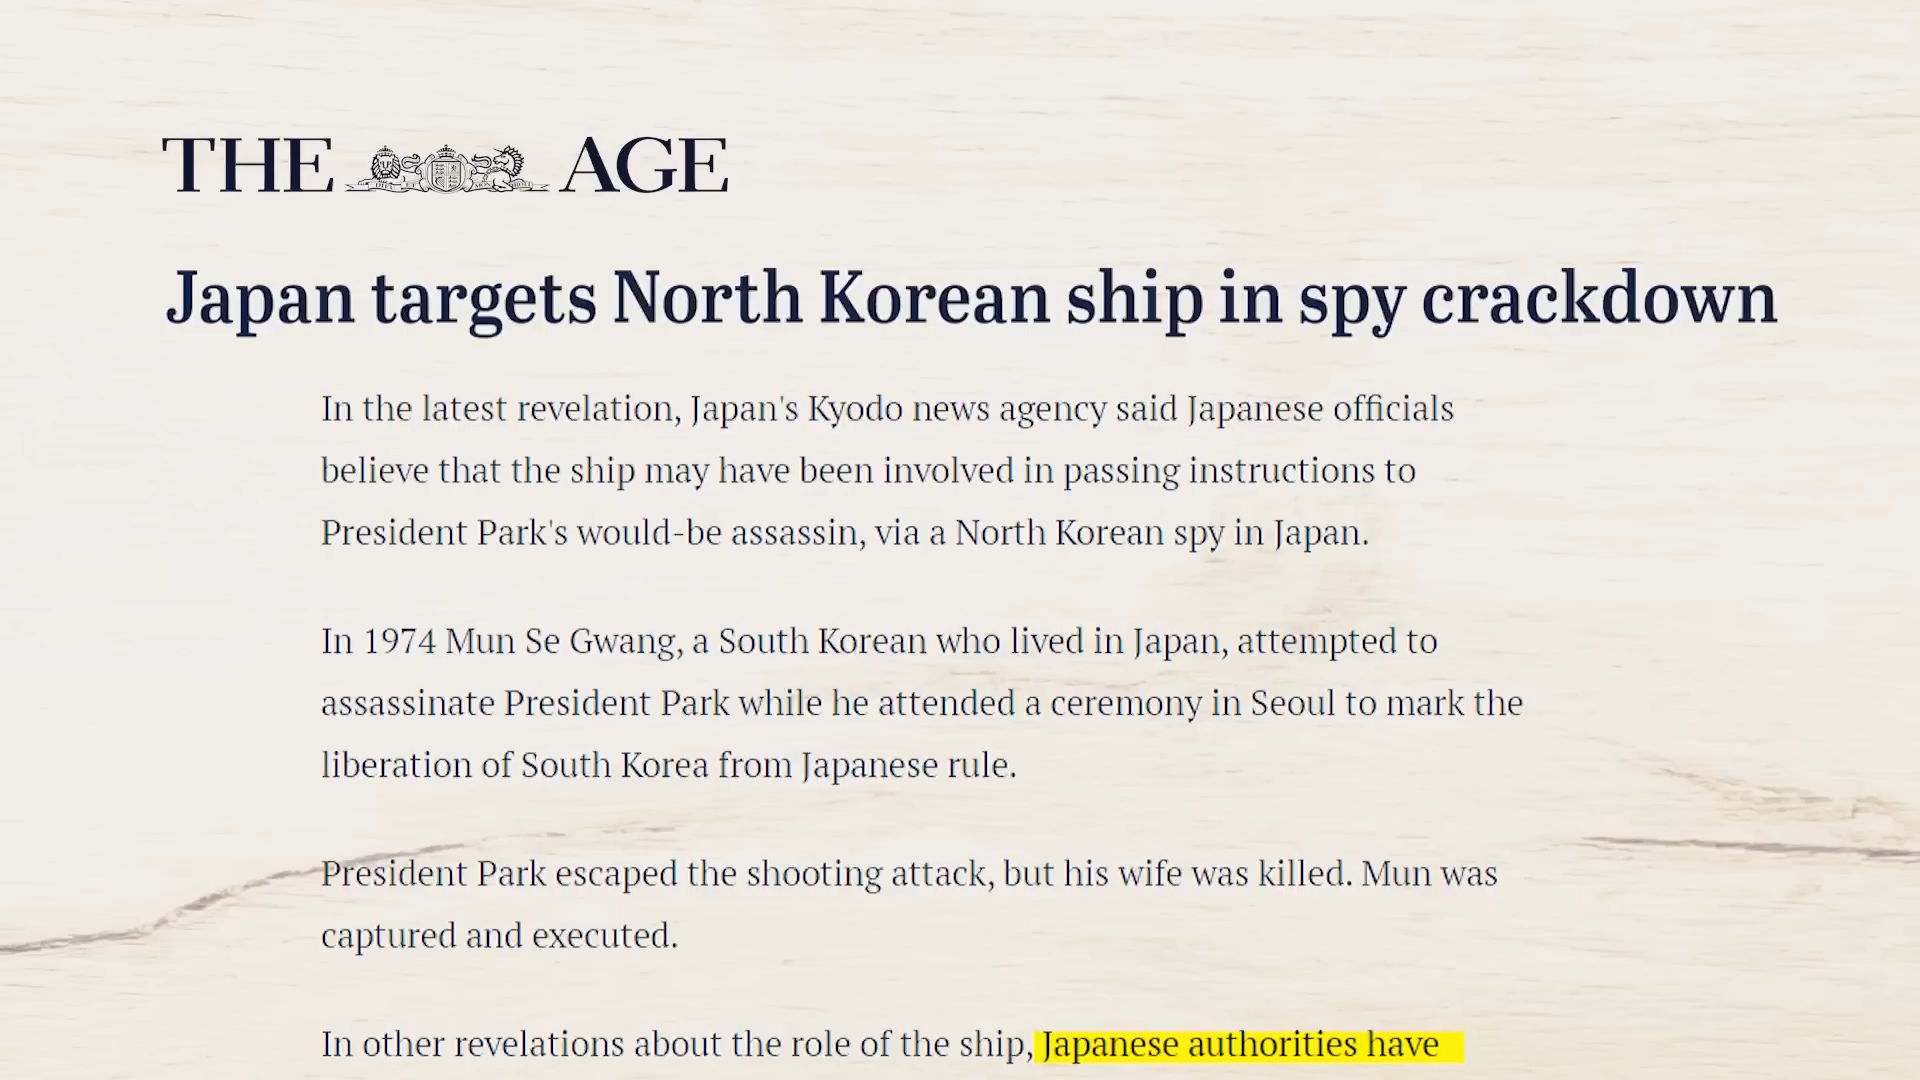 THE AGE
Japan targets North Korean ship in spy crackdown
In the latest revelation, Japan's Kyodo news agency said Japanese officials
believe that the ship may have been involved in passing instructions to
President Park's would-be assassin, via a North Korean spy in Japan.
In 1974 Mun Se Gwang, a South Korean who lived in Japan, attempted to
assassinate President Park while he attended a ceremony in Seoul to mark the
liberation of South Korea from Japanese rule.
President Park escaped the shooting attack, but his wife was killed. Mun was
captured and executed.
In other revelations about the role of the ship, Japanese authorities have